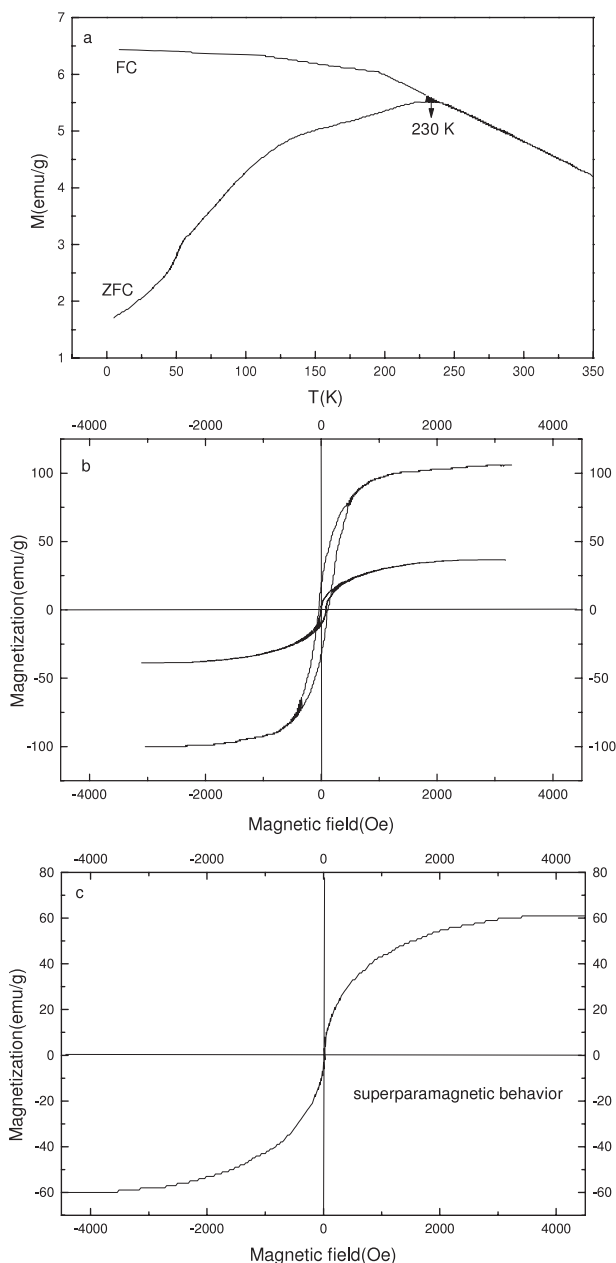 a
7
FC
6
5
230 K
4
M(emu/g)
3
ZFC
2
1
0 50 100 150 200 250 300 350
T(K)
-4000 -2000 0 2000 4000
b
100 100
50 50
0 0
-50 -50
-100 -100
Magnetization(emu/g)
-4000 -2000 0 2000 4000
Magnetic field(Oe)
-4000 -2000 0 2000 4000
80 80
c
60 60
40 40
20 20
0 0
superparamagnetic behavior
-20 -20
-40 -40
-60 -60
Magnetization(emu/g)
-4000 -2000 0 2000 4000
Magnetic field(Oe)